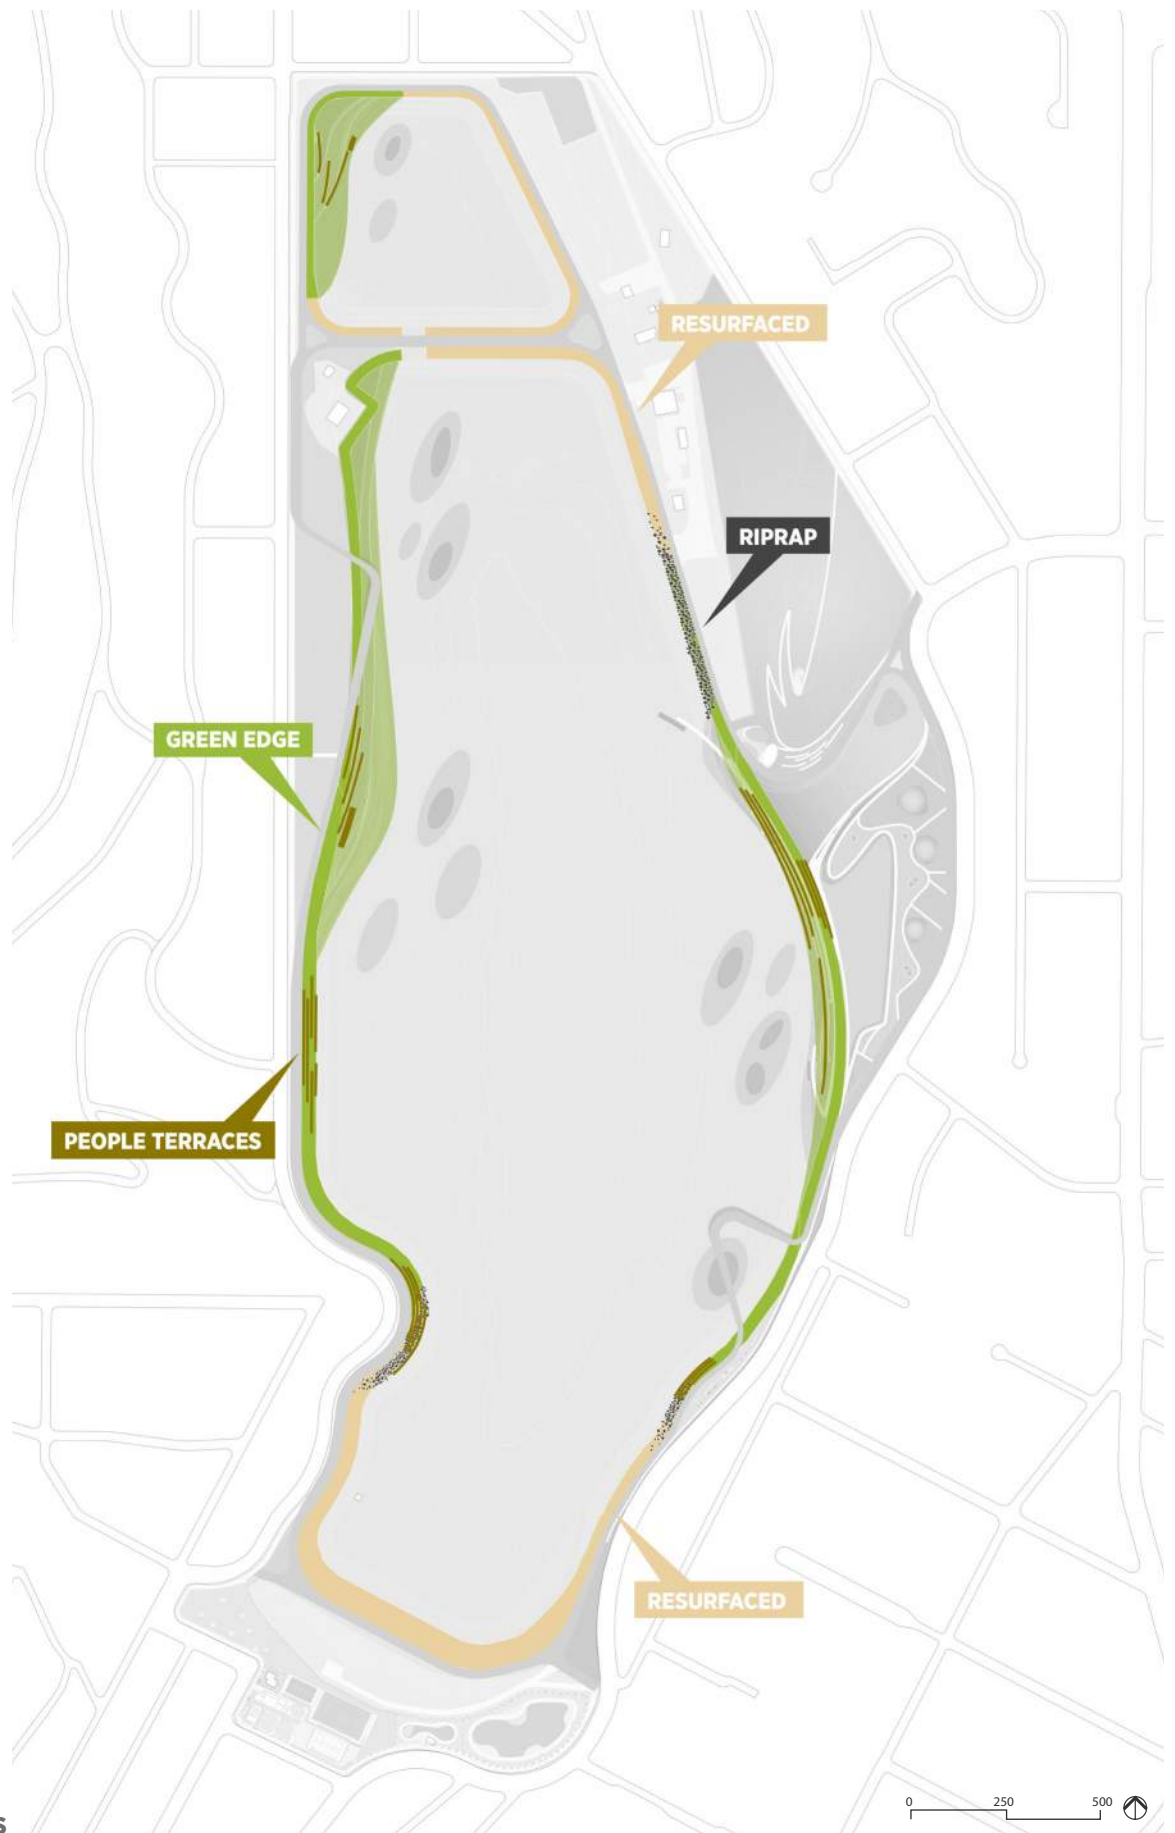 RESURFACED
RIPRAP
GREEN EDGE
PEOPLE TERRACES
RESURFACED
0 250 500
S